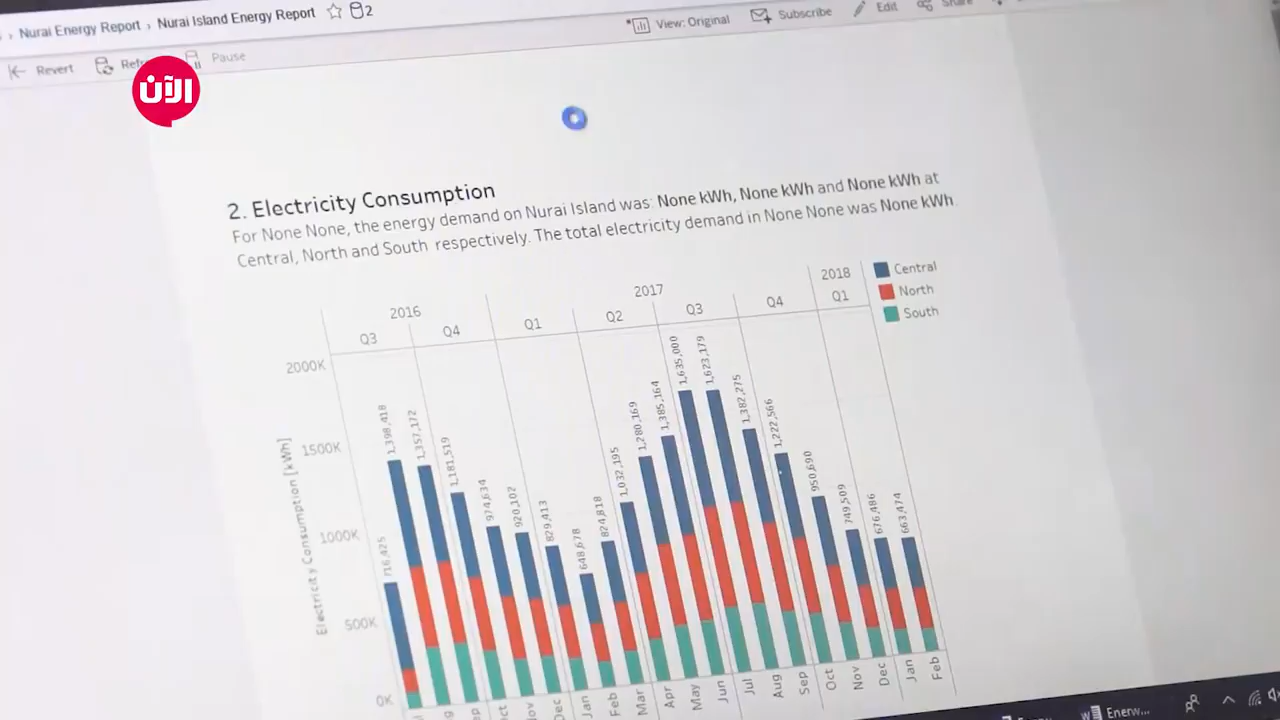 Nurai Energy Report › Nurai Island Energy Report 2
View: Original Subscribe Edit Share
Revert Pause
الآن
2. Electricity Consumption
For None None, the energy demand on Nurai Island was: None kWh, None kWh and None kWh at
Central, North and South respectively. The total electricity demand in None None was None kWh
2016 2017 2018
Q3 Q4 Q1 Q2 Q3 Q4 Q1
Central
North
South
Electricity Consumption [kWh]
2000K
1500K
1000K
500K
0K
716,425
1,398,418
1,357,172
1,181,519
974,634
920,102
829,413
648,678
824,818
1,032,195
1,280,169
1,385,164
1,635,000
1,623,179
1,382,275
1,222,566
950,690
749,509
676,486
663,474
Jan Feb Mar Apr May Jun Jul Aug Sep Oct Nov Dec Jan Feb
Enerw...